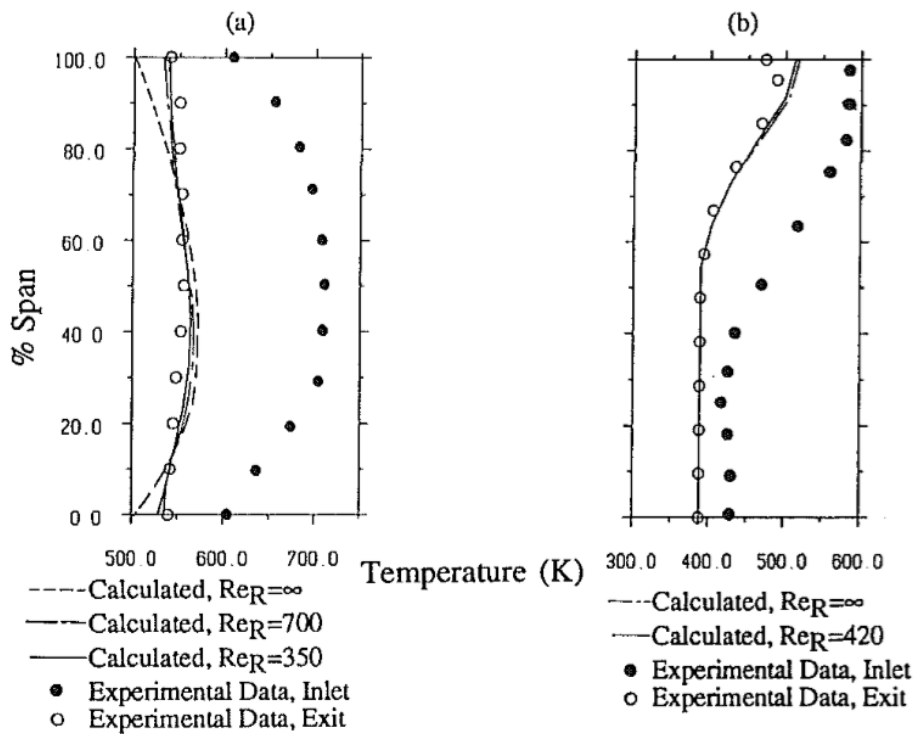 (a)
(b)
100.0
80.0
60.0
40.0
20.0
0 0
% Span
500.0 600.0 700.0
300.0 400.0 500.0 600.0
Temperature (K)
Calculated, ReR=∞
Calculated, ReR=700
Calculated, ReR=350
Experimental Data, Inlet
Experimental Data, Exit
Calculated, ReR=∞
Calculated, ReR=420
Experimental Data, Inlet
Experimental Data, Exit